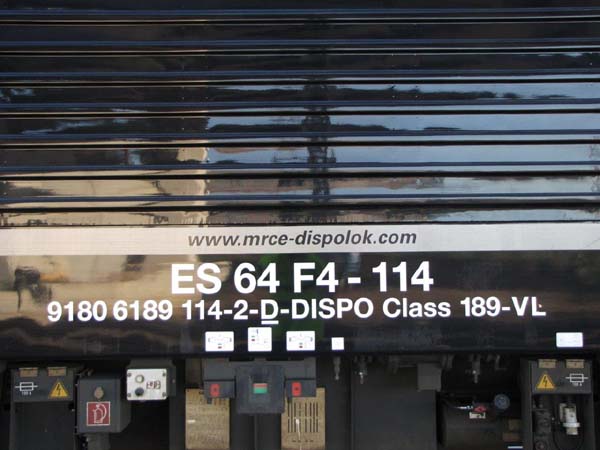 www.mrce-dispolok.com
ES 64 F4 - 114
9180 6189 114-2-D-DISPO Class 189-VL